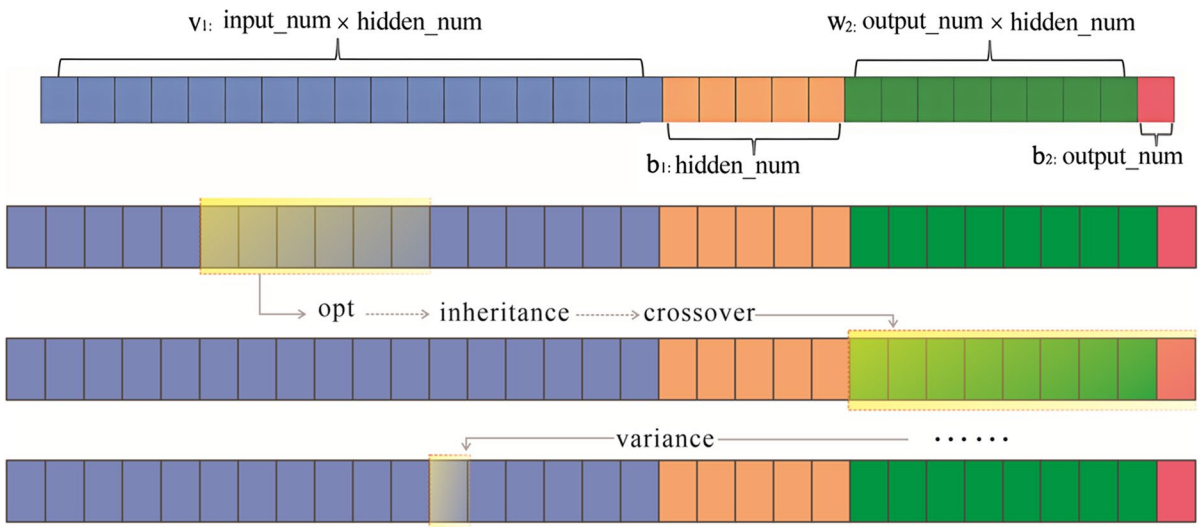 v1: input_num × hidden_num
w2: output_num × hidden_num
b1: hidden_num
b2: output_num
opt inheritance crossover
variance ······